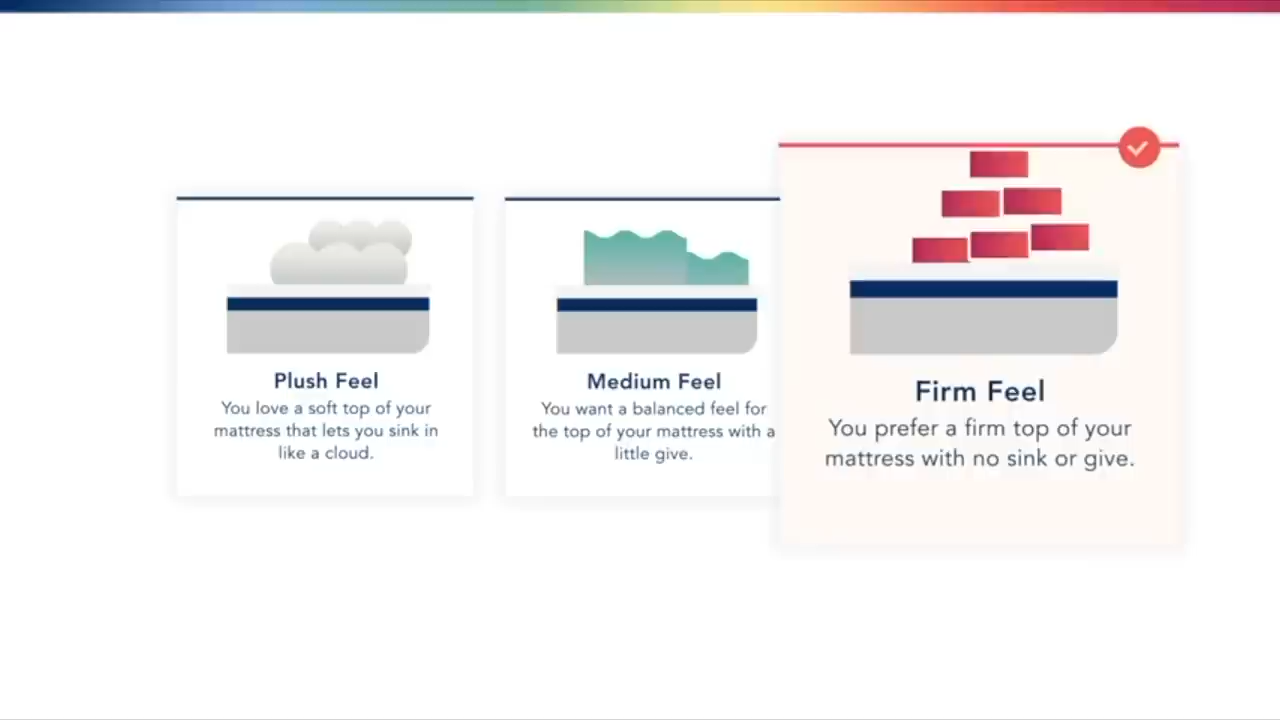 Plush Feel
You love a soft top of your
mattress that lets you sink in
like a cloud.
Medium Feel
You want a balanced feel for
the top of your mattress with a
little give.
Firm Feel
You prefer a firm top of your
mattress with no sink or give.